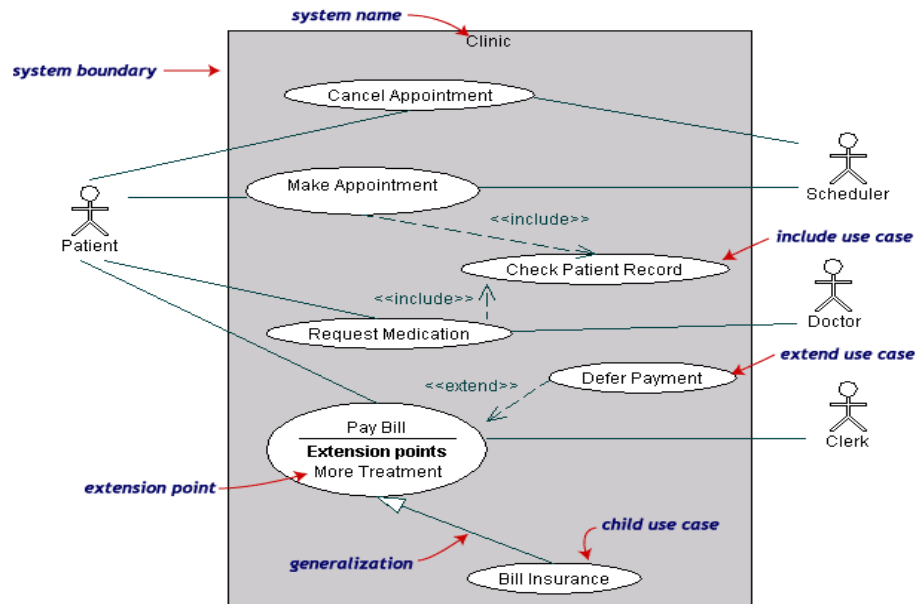 system name
Clinic
system boundary
Cancel Appointment
Make Appointment
Scheduler
<<include>>
Patient
include use case
Check Patient Record
<<include>>
Request Medication
Doctor
extend use case
<<extend>>
Defer Payment
Pay Bill
Extension points
More Treatment
Clerk
extension point
child use case
generalization
Bill Insurance